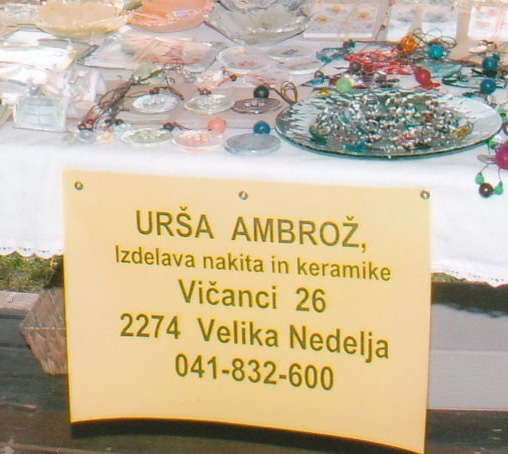 URŠA AMBROŽ,
Izdelava nakita in keramike
Vičanci 26
2274 Velika Nedelja
041-832-600